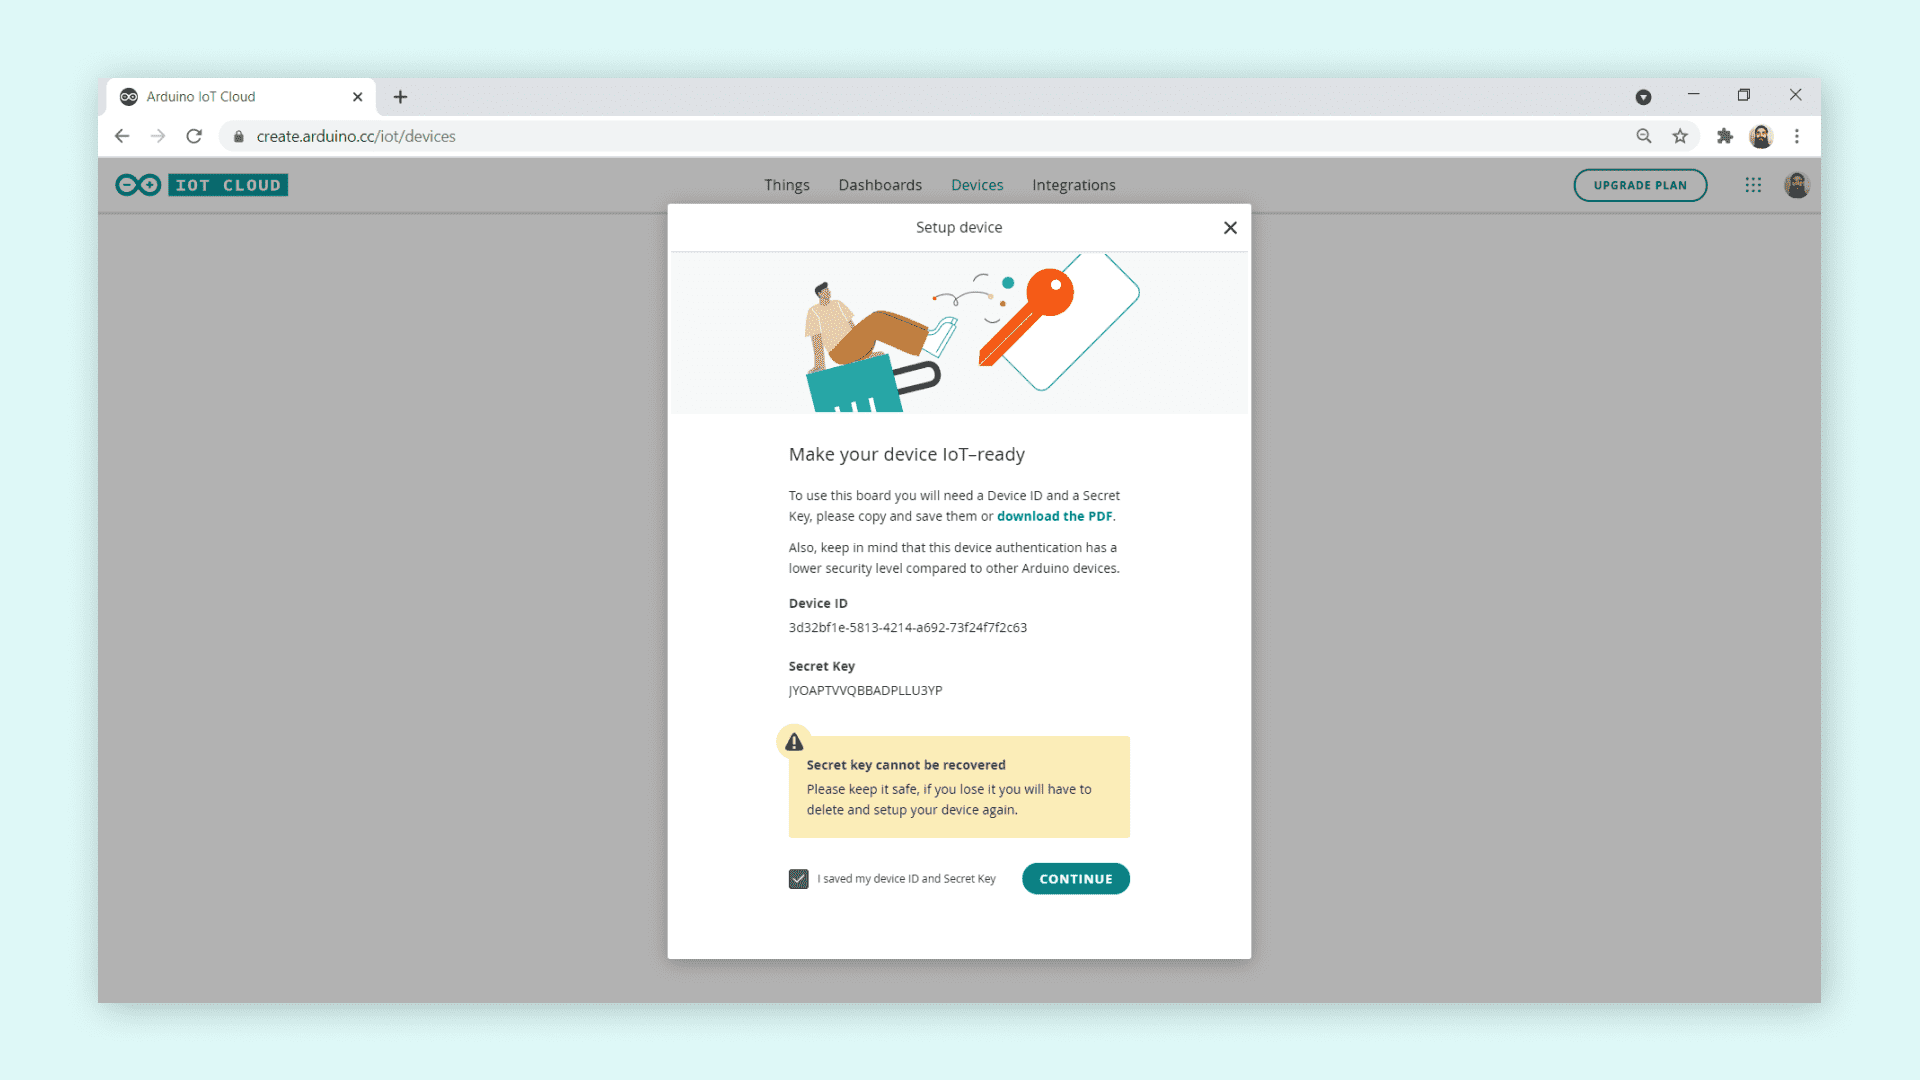 Arduino IoT Cloud
create.arduino.cc/iot/devices
IOT CLOUD
Things Dashboards Devices Integrations
UPGRADE PLAN
Setup device
Make your device IoT–ready
To use this board you will need a Device ID and a Secret
Key, please copy and save them or download the PDF.
Also, keep in mind that this device authentication has a
lower security level compared to other Arduino devices.
Device ID
3d32bf1e-5813-4214-a692-73f24f7f2c63
Secret Key
JYOAPTVVQBBADPLLU3YP
Secret key cannot be recovered
Please keep it safe, if you lose it you will have to
delete and setup your device again.
I saved my device ID and Secret Key
CONTINUE